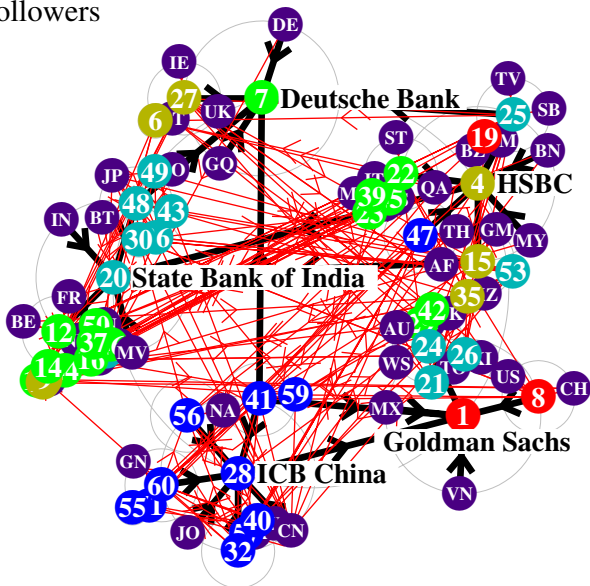 ollowers
DE
IE
TV
27
7
Deutsche Bank
UK
6
25
SB
ST
19
BN
GQ
49
JP
22
4
HSBC
QA
39
48
43
IN
BT
30
47
TH
GM
MY
AF
15
53
20
State Bank of India
FR
35
42
BE
12
37
MV
AU
24
26
WS
14
21
US
8
CH
41
59
MX
1
56
NA
Goldman Sachs
GN
28
ICB China
60
VN
55
40
JO
CN
32